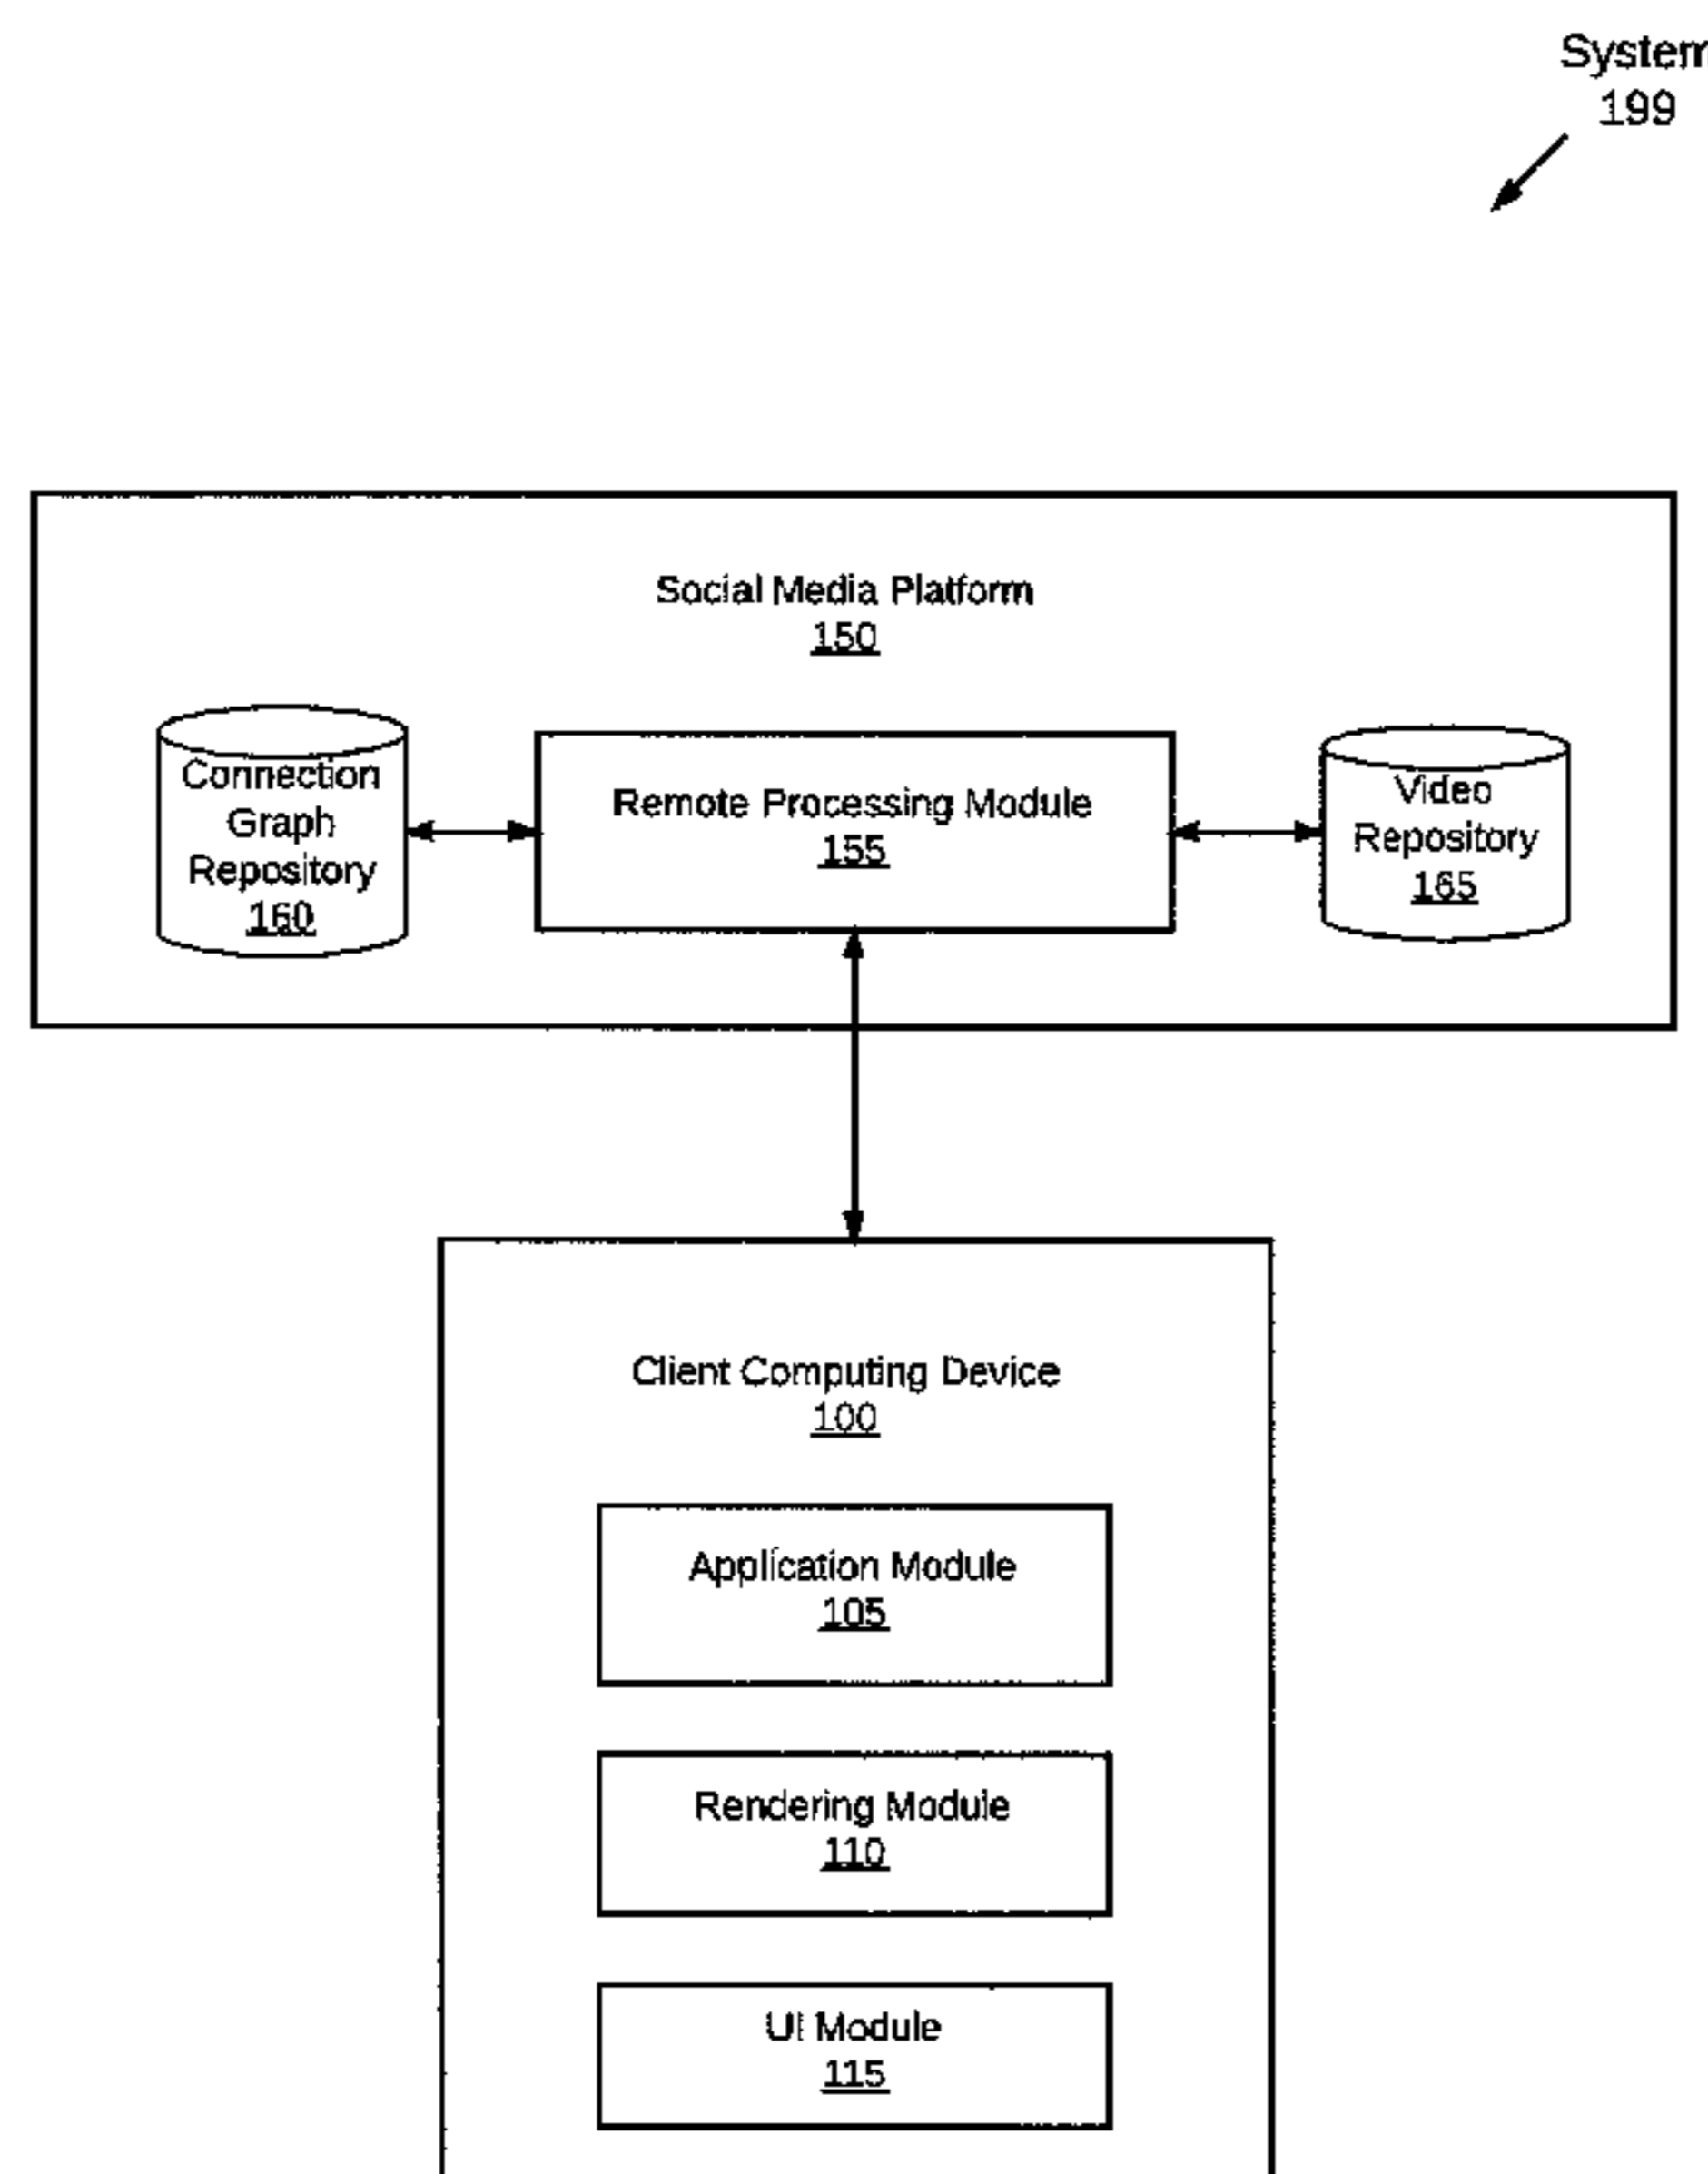 System
199
Social Media Platform
150
Connection
Graph
Repository
160
Remote Processing Module
155
Video
Repository
165
Client Computing Device
100
Application Module
105
Rendering Module
110
UI Module
115